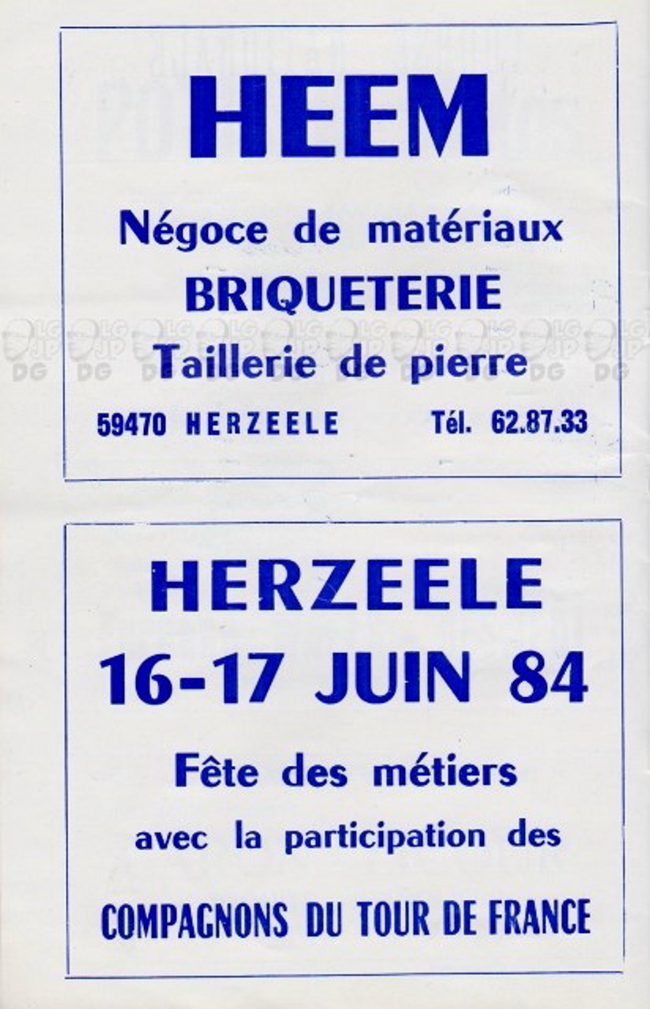 HEEM
Négoce de matériaux
BRIQUETERIE
Taillerie de pierre
59470 HERZEELE Tél. 62.87.33
HERZEELE
16-17 JUIN 84
Fête des métiers
avec la participation des
COMPAGNONS DU TOUR DE FRANCE